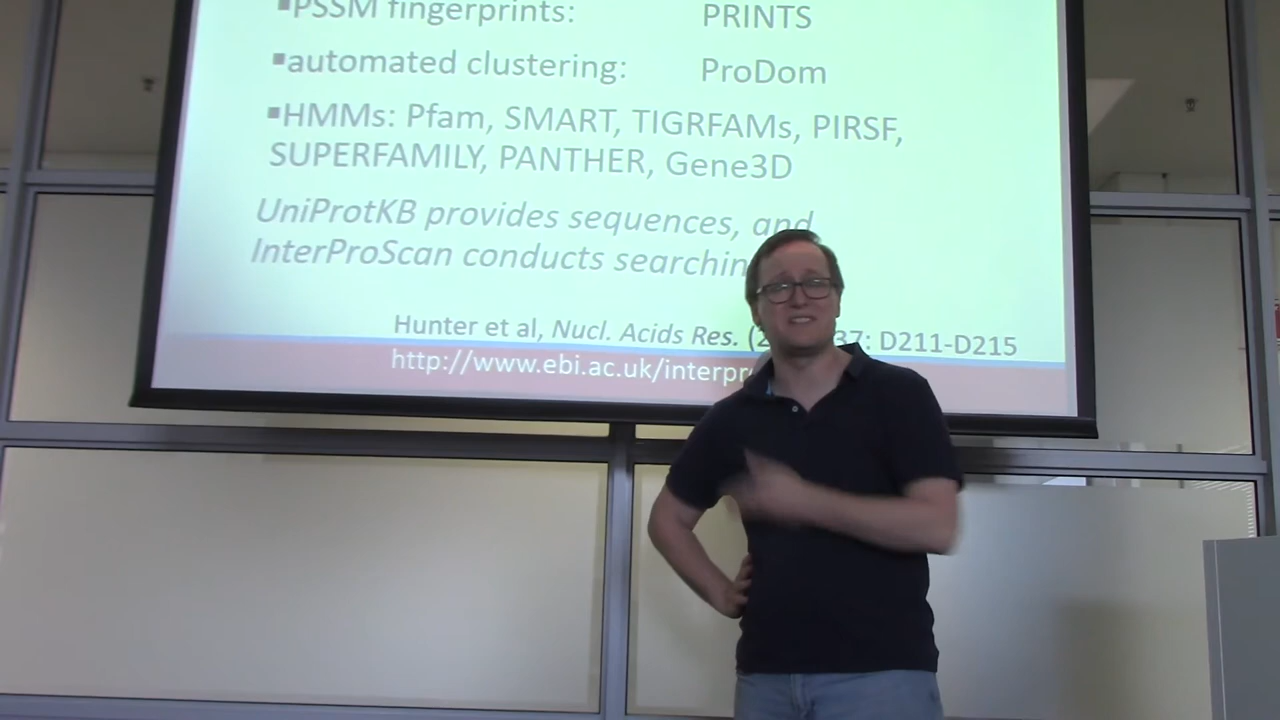 ▪PSSM fingerprints: PRINTS
▪automated clustering: ProDom
▪HMMs: Pfam, SMART, TIGRFAMs, PIRSF,
SUPERFAMILY, PANTHER, Gene3D
UniProtKB provides sequences, and
InterProScan conducts searchin
Hunter et al, Nucl. Acids Res. (2 37: D211-D215
http://www.ebi.ac.uk/interpr